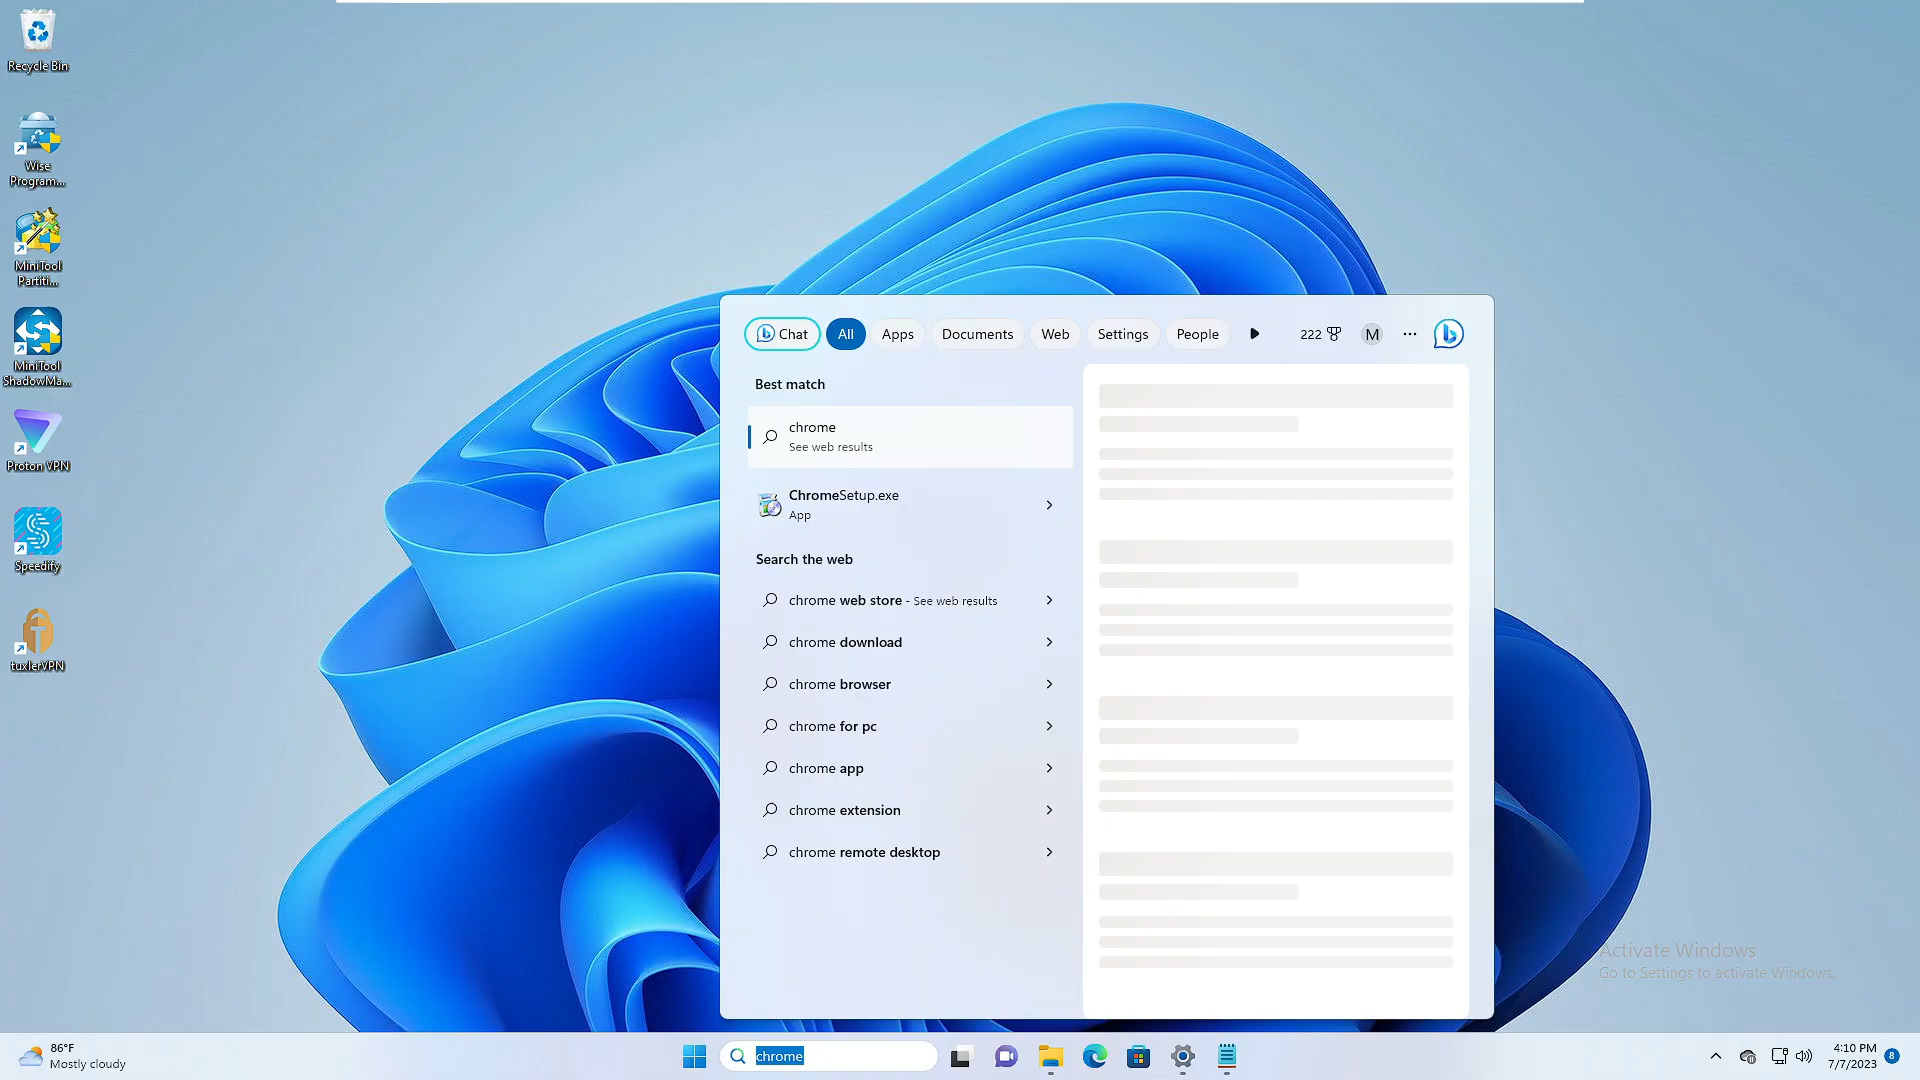 Recycle Bin
Wise
Program...
MiniTool
Partiti...
MiniTool
ShadowMa...
Proton VPN
Speedify
tuxlerVPN
Chat
All
Apps
Documents
Web
Settings
People
222
M
Best match
chrome
See web results
ChromeSetup.exe
App
Search the web
chrome web store - See web results
chrome download
chrome browser
chrome for pc
chrome app
chrome extension
chrome remote desktop
Activate Windows
Go to Settings to activate Windows.
86°F
Mostly cloudy
chrome
4:10 PM
7/7/2023
8